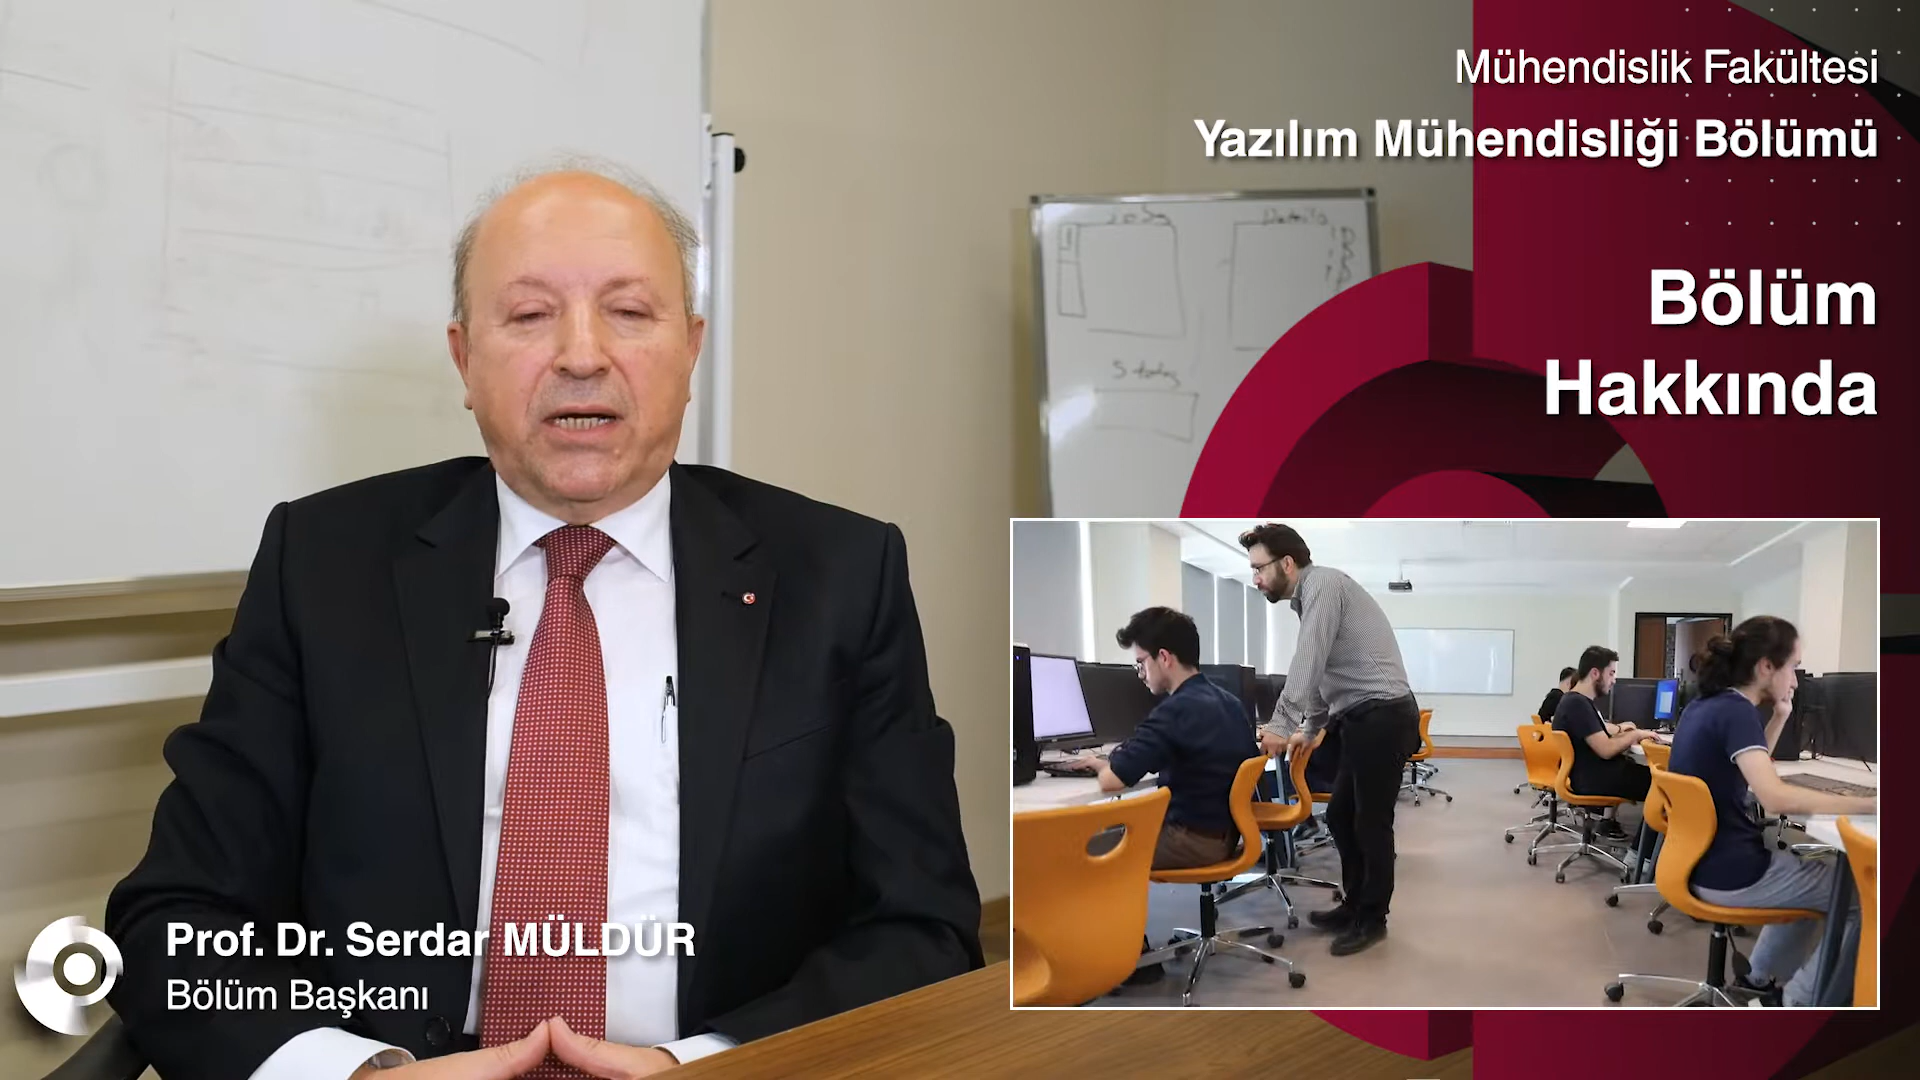 Mühendislik Fakültesi
Yazılım Mühendisliği Bölümü
Bölüm
Hakkında
Prof. Dr. Serdar MÜLDÜR
Bölüm Başkanı